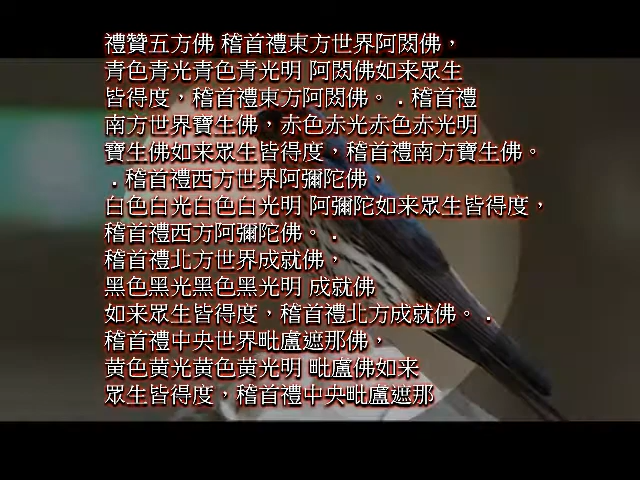 禮贊五方佛 稽首禮東方世界阿閦佛，
青色青光青色青光明 阿閦佛如来眾生
皆得度，稽首禮東方阿閦佛。．稽首禮
南方世界寶生佛，赤色赤光赤色赤光明
寶生佛如来眾生皆得度，稽首禮南方寶生佛。
．稽首禮西方世界阿彌陀佛，
白色白光白色白光明 阿彌陀如来眾生皆得度，
稽首禮西方阿彌陀佛。．
稽首禮北方世界成就佛，
黑色黑光黑色黑光明 成就佛
如来眾生皆得度，稽首禮北方成就佛。．
稽首禮中央世界毗盧遮那佛，
黄色黄光黄色黄光明 毗盧佛如来
眾生皆得度，稽首禮中央毗盧遮那